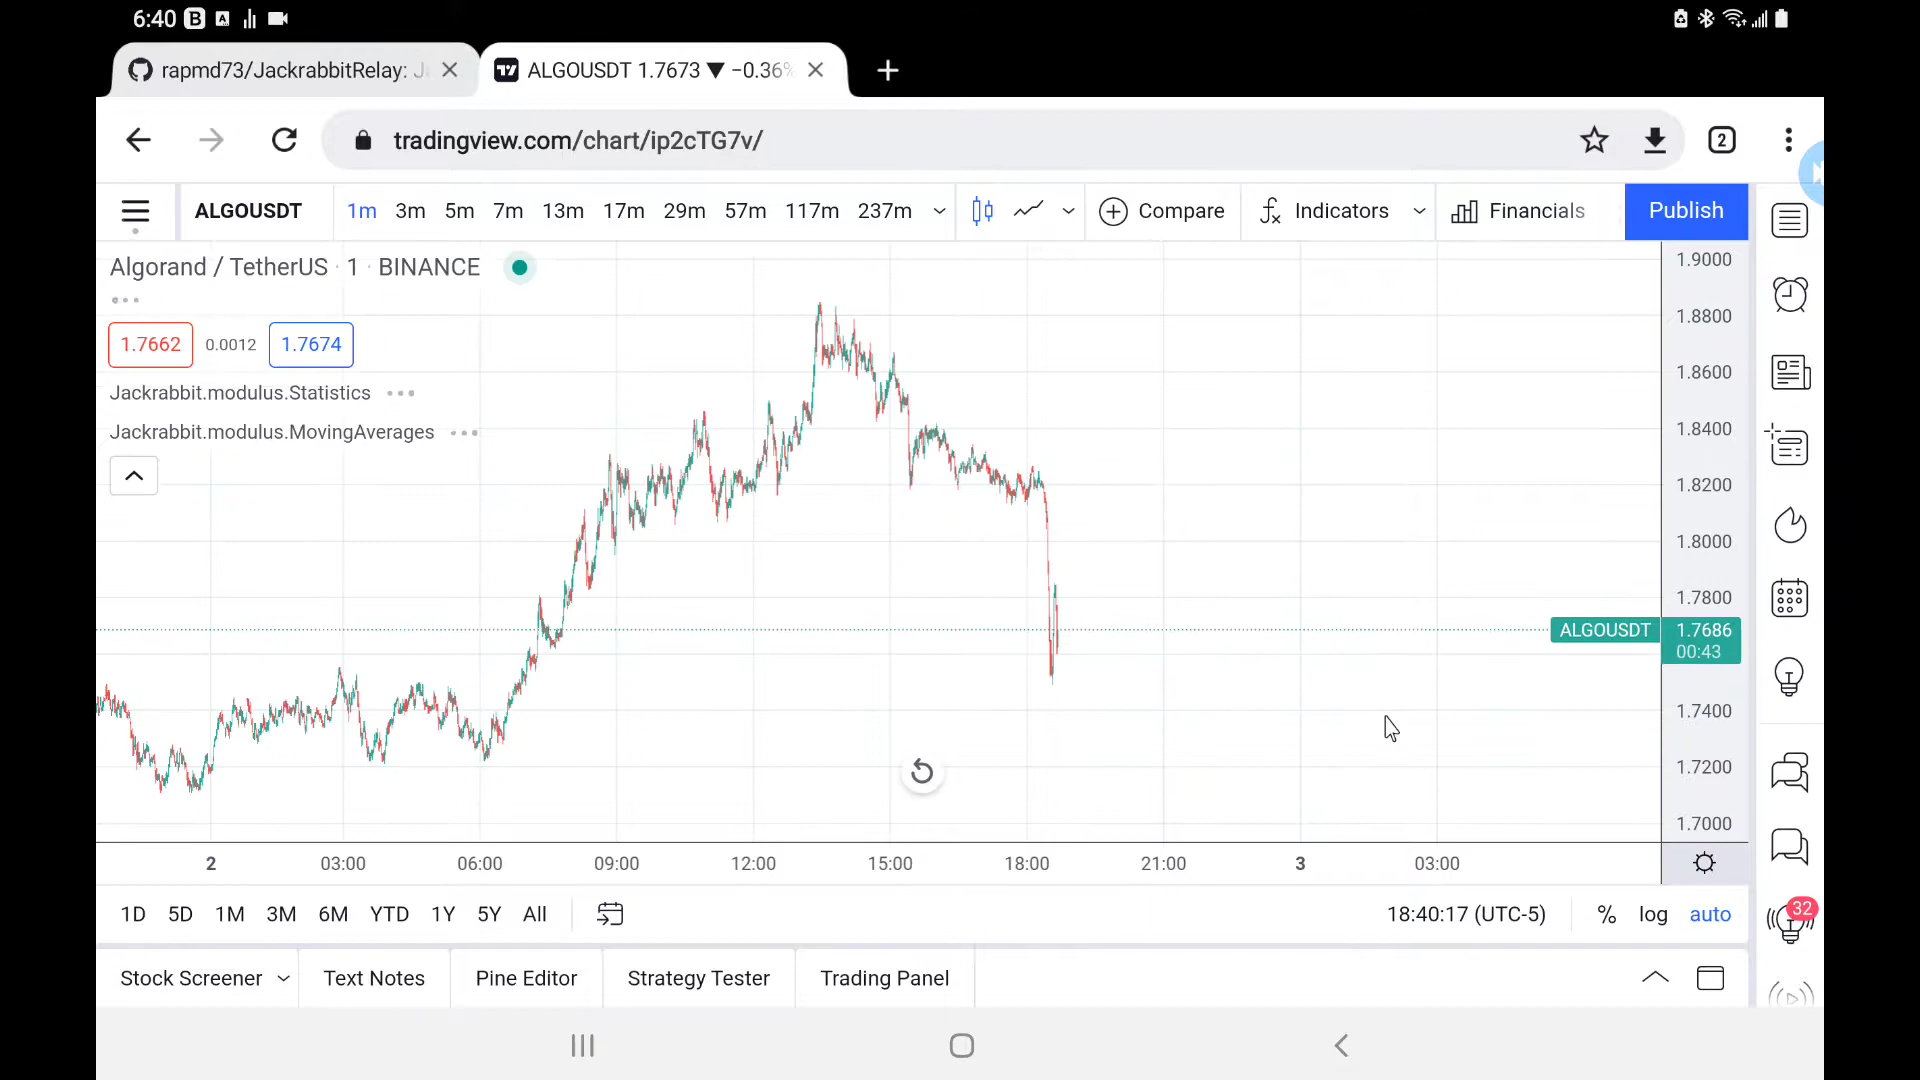 6:40
rapmd73/JackrabbitRelay: J
ALGOUSDT 1.7673 ▼ −0.36%
tradingview.com/chart/ip2cTG7v/
2
ALGOUSDT
1m 3m 5m 7m 13m 17m 29m 57m 117m 237m
Compare
Indicators
Financials
Publish
Algorand / TetherUS · 1 · BINANCE
1.7662 0.0012 1.7674
Jackrabbit.modulus.Statistics
Jackrabbit.modulus.MovingAverages
1.9000
1.8800
1.8600
1.8400
1.8200
1.8000
1.7800
ALGOUSDT 1.7686
00:43
1.7400
1.7200
1.7000
2 03:00 06:00 09:00 12:00 15:00 18:00 21:00 3 03:00
1D 5D 1M 3M 6M YTD 1Y 5Y All
18:40:17 (UTC-5) % log auto
32
Stock Screener Text Notes Pine Editor Strategy Tester Trading Panel